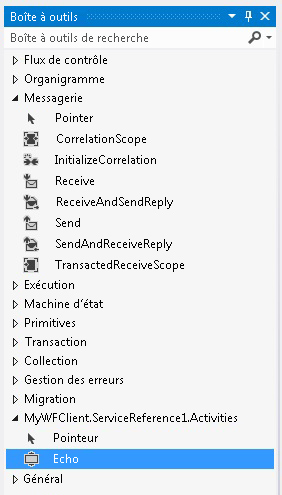 Boîte à outils
Boîte à outils de recherche
Flux de contrôle
Organigramme
Messagerie
Pointer
CorrelationScope
InitializeCorrelation
Receive
ReceiveAndSendReply
Send
SendAndReceiveReply
TransactedReceiveScope
Exécution
Machine d'état
Primitives
Transaction
Collection
Gestion des erreurs
Migration
MyWFClient.ServiceReference1.Activities
Pointeur
Echo
Général